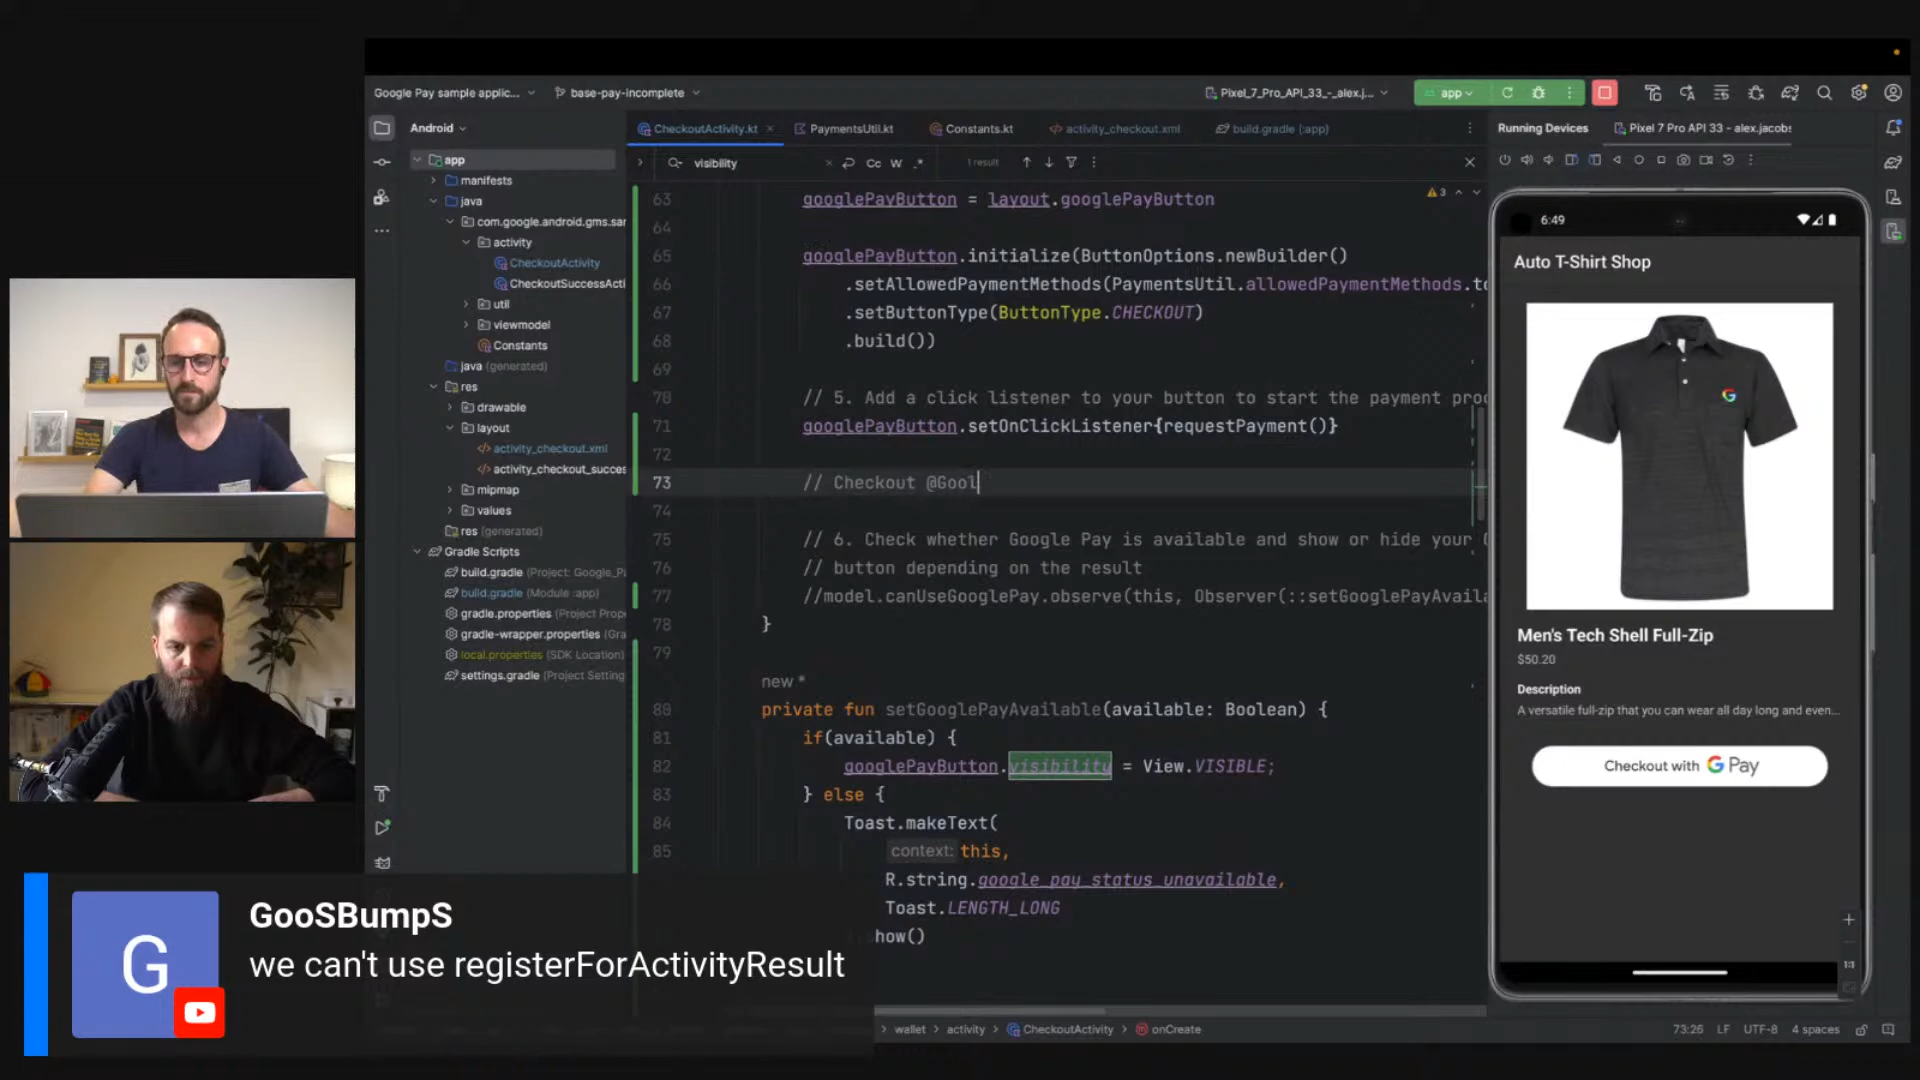 Google Pay sample applic...
base-pay-incomplete
Pixel_7_Pro_API_33_-_alex.j...
app
Android
CheckoutActivity.kt
PaymentsUtil.kt
Constants.kt
activity_checkout.xml
build.gradle (:app)
Running Devices
Pixel 7 Pro API 33 - alex.jacobs
visibility
Cc
W
.*
1 result
app
manifests
java
com.google.android.gms.sar
activity
CheckoutActivity
CheckoutSuccessActi
util
viewmodel
Constants
java (generated)
res
drawable
layout
activity_checkout.xml
activity_checkout_succes
mipmap
values
res (generated)
Gradle Scripts
build.gradle (Project: Google_Pa
build.gradle (Module :app)
gradle.properties (Project Prope
gradle-wrapper.properties (Gra
local.properties (SDK Location)
settings.gradle (Project Setting
3
63 googlePayButton = layout.googlePayButton
64
65 googlePayButton.initialize(ButtonOptions.newBuilder()
66 .setAllowedPaymentMethods(PaymentsUtil.allowedPaymentMethods.to
67 .setButtonType(ButtonType.CHECKOUT)
68 .build())
69
70 // 5. Add a click listener to your button to start the payment pro
71 googlePayButton.setOnClickListener{requestPayment()}
72
73 // Checkout @Gool
74
75 // 6. Check whether Google Pay is available and show or hide your
76 // button depending on the result
77 //model.canUseGooglePay.observe(this, Observer(::setGooglePayAvaila
78 }
79
new *
80 private fun setGooglePayAvailable(available: Boolean) {
81 if(available) {
82 googlePayButton.visibility = View.VISIBLE;
83 } else {
84 Toast.makeText(
85 context: this,
R.string.google_pay_status_unavailable,
Toast.LENGTH_LONG
how()
6:49
Auto T-Shirt Shop
Men's Tech Shell Full-Zip
$50.20
Description
A versatile full-zip that you can wear all day long and even...
Checkout with G Pay
1:1
G
GooSBumpS
we can't use registerForActivityResult
wallet
activity
CheckoutActivity
onCreate
73:26
LF
UTF-8
4 spaces